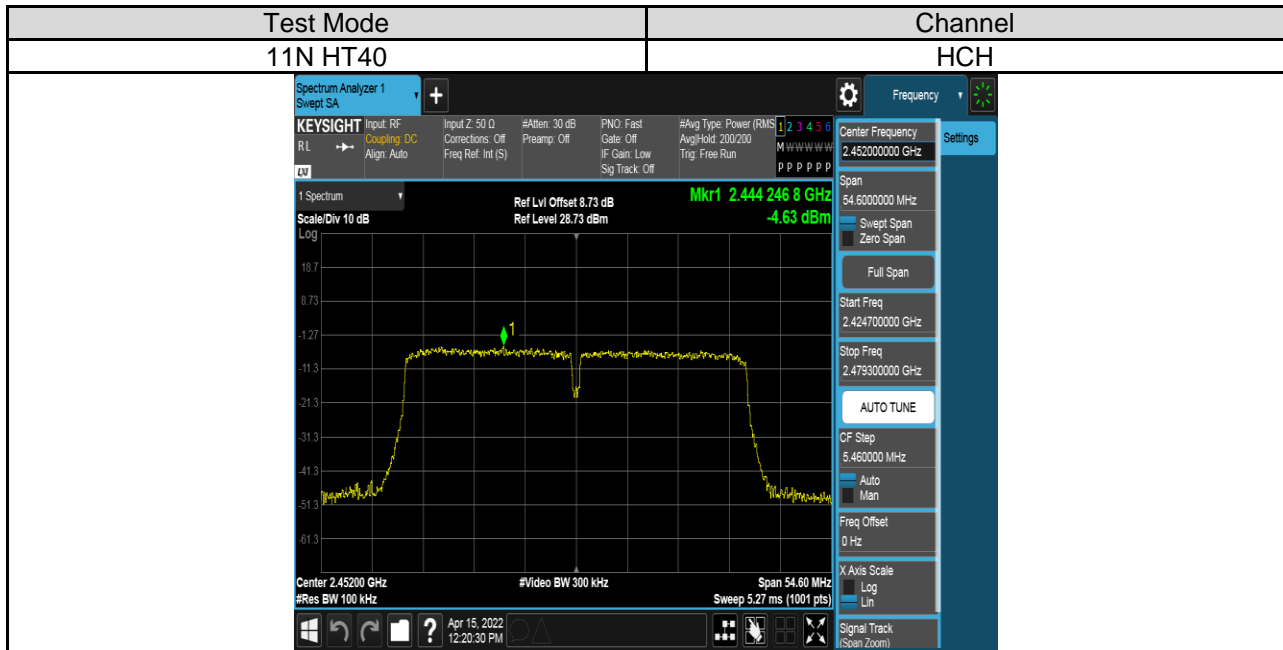 Test Mode Channel
11N HT40 HCH
Spectrum Analyzer 1
Swept SA
Frequency
KEYSIGHT Input: RF Input Z: 50 Ω #Atten: 30 dB PNO: Fast #Avg Type: Power (RMS 1 2 3 4 5 6
RL Coupling: DC Corrections: Off Preamp: Off Gate: Off Avg|Hold: 200/200 M W W W W W
Align: Auto Freq Ref: Int (S) IF Gain: Low Trig: Free Run
LXI Sig Track: Off P P P P P P
1 Spectrum Ref Lvl Offset 8.73 dB Mkr1 2.444 246 8 GHz
Scale/Div 10 dB Ref Level 28.73 dBm -4.63 dBm
Log
18.7
8.73
1
-1.27
-11.3
-21.3
-31.3
-41.3
-51.3
-61.3
Center 2.45200 GHz #Video BW 300 kHz Span 54.60 MHz
#Res BW 100 kHz Sweep 5.27 ms (1001 pts)
? Apr 15, 2022
12:20:30 PM
Center Frequency
2.452000000 GHz
Settings
Span
54.6000000 MHz
Swept Span
Zero Span
Full Span
Start Freq
2.424700000 GHz
Stop Freq
2.479300000 GHz
AUTO TUNE
CF Step
5.460000 MHz
Auto
Man
Freq Offset
0 Hz
X Axis Scale
Log
Lin
Signal Track
(Span Zoom)